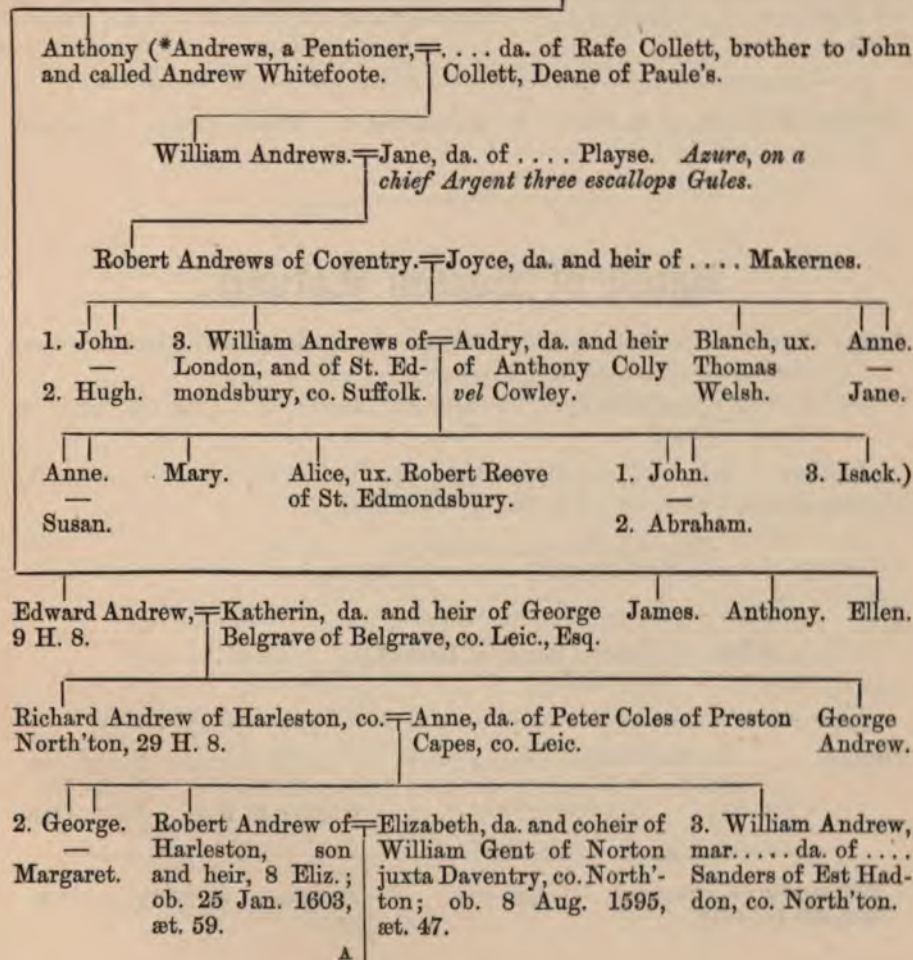 Anthony (*Andrews, a Pentioner,=. . . . da. of Rafe Collett, brother to John
and called Andrew Whitefoote. Collett, Deane of Paule's.
William Andrews.=Jane, da. of . . . . Playse. Azure, on a
chief Argent three escallops Gules.
Robert Andrews of Coventry.=Joyce, da. and heir of . . . . Makernes.
1. John. 3. William Andrews of=Audry, da. and heir Blanch, ux. Anne.
— London, and of St. Ed- of Anthony Colly Thomas —
2. Hugh. mondsbury, co. Suffolk. vel Cowley. Welsh. Jane.
Anne. Mary. Alice, ux. Robert Reeve 1. John. 3. Isack.)
— of St. Edmondsbury. —
Susan. 2. Abraham.
Edward Andrew,=Katherin, da. and heir of George James. Anthony. Ellen.
9 H. 8. Belgrave of Belgrave, co. Leic., Esq.
Richard Andrew of Harleston, co.=Anne, da. of Peter Coles of Preston George
North'ton, 29 H. 8. Capes, co. Leic. Andrew.
2. George. Robert Andrew of=Elizabeth, da. and coheir of 3. William Andrew,
— Harleston, son William Gent of Norton mar. . . . . da. of . . . .
Margaret. and heir, 8 Eliz.; juxta Daventry, co. North'- Sanders of Est Had-
ob. 25 Jan. 1603, ton; ob. 8 Aug. 1595, don, co. North'ton.
æt. 59. æt. 47.
A